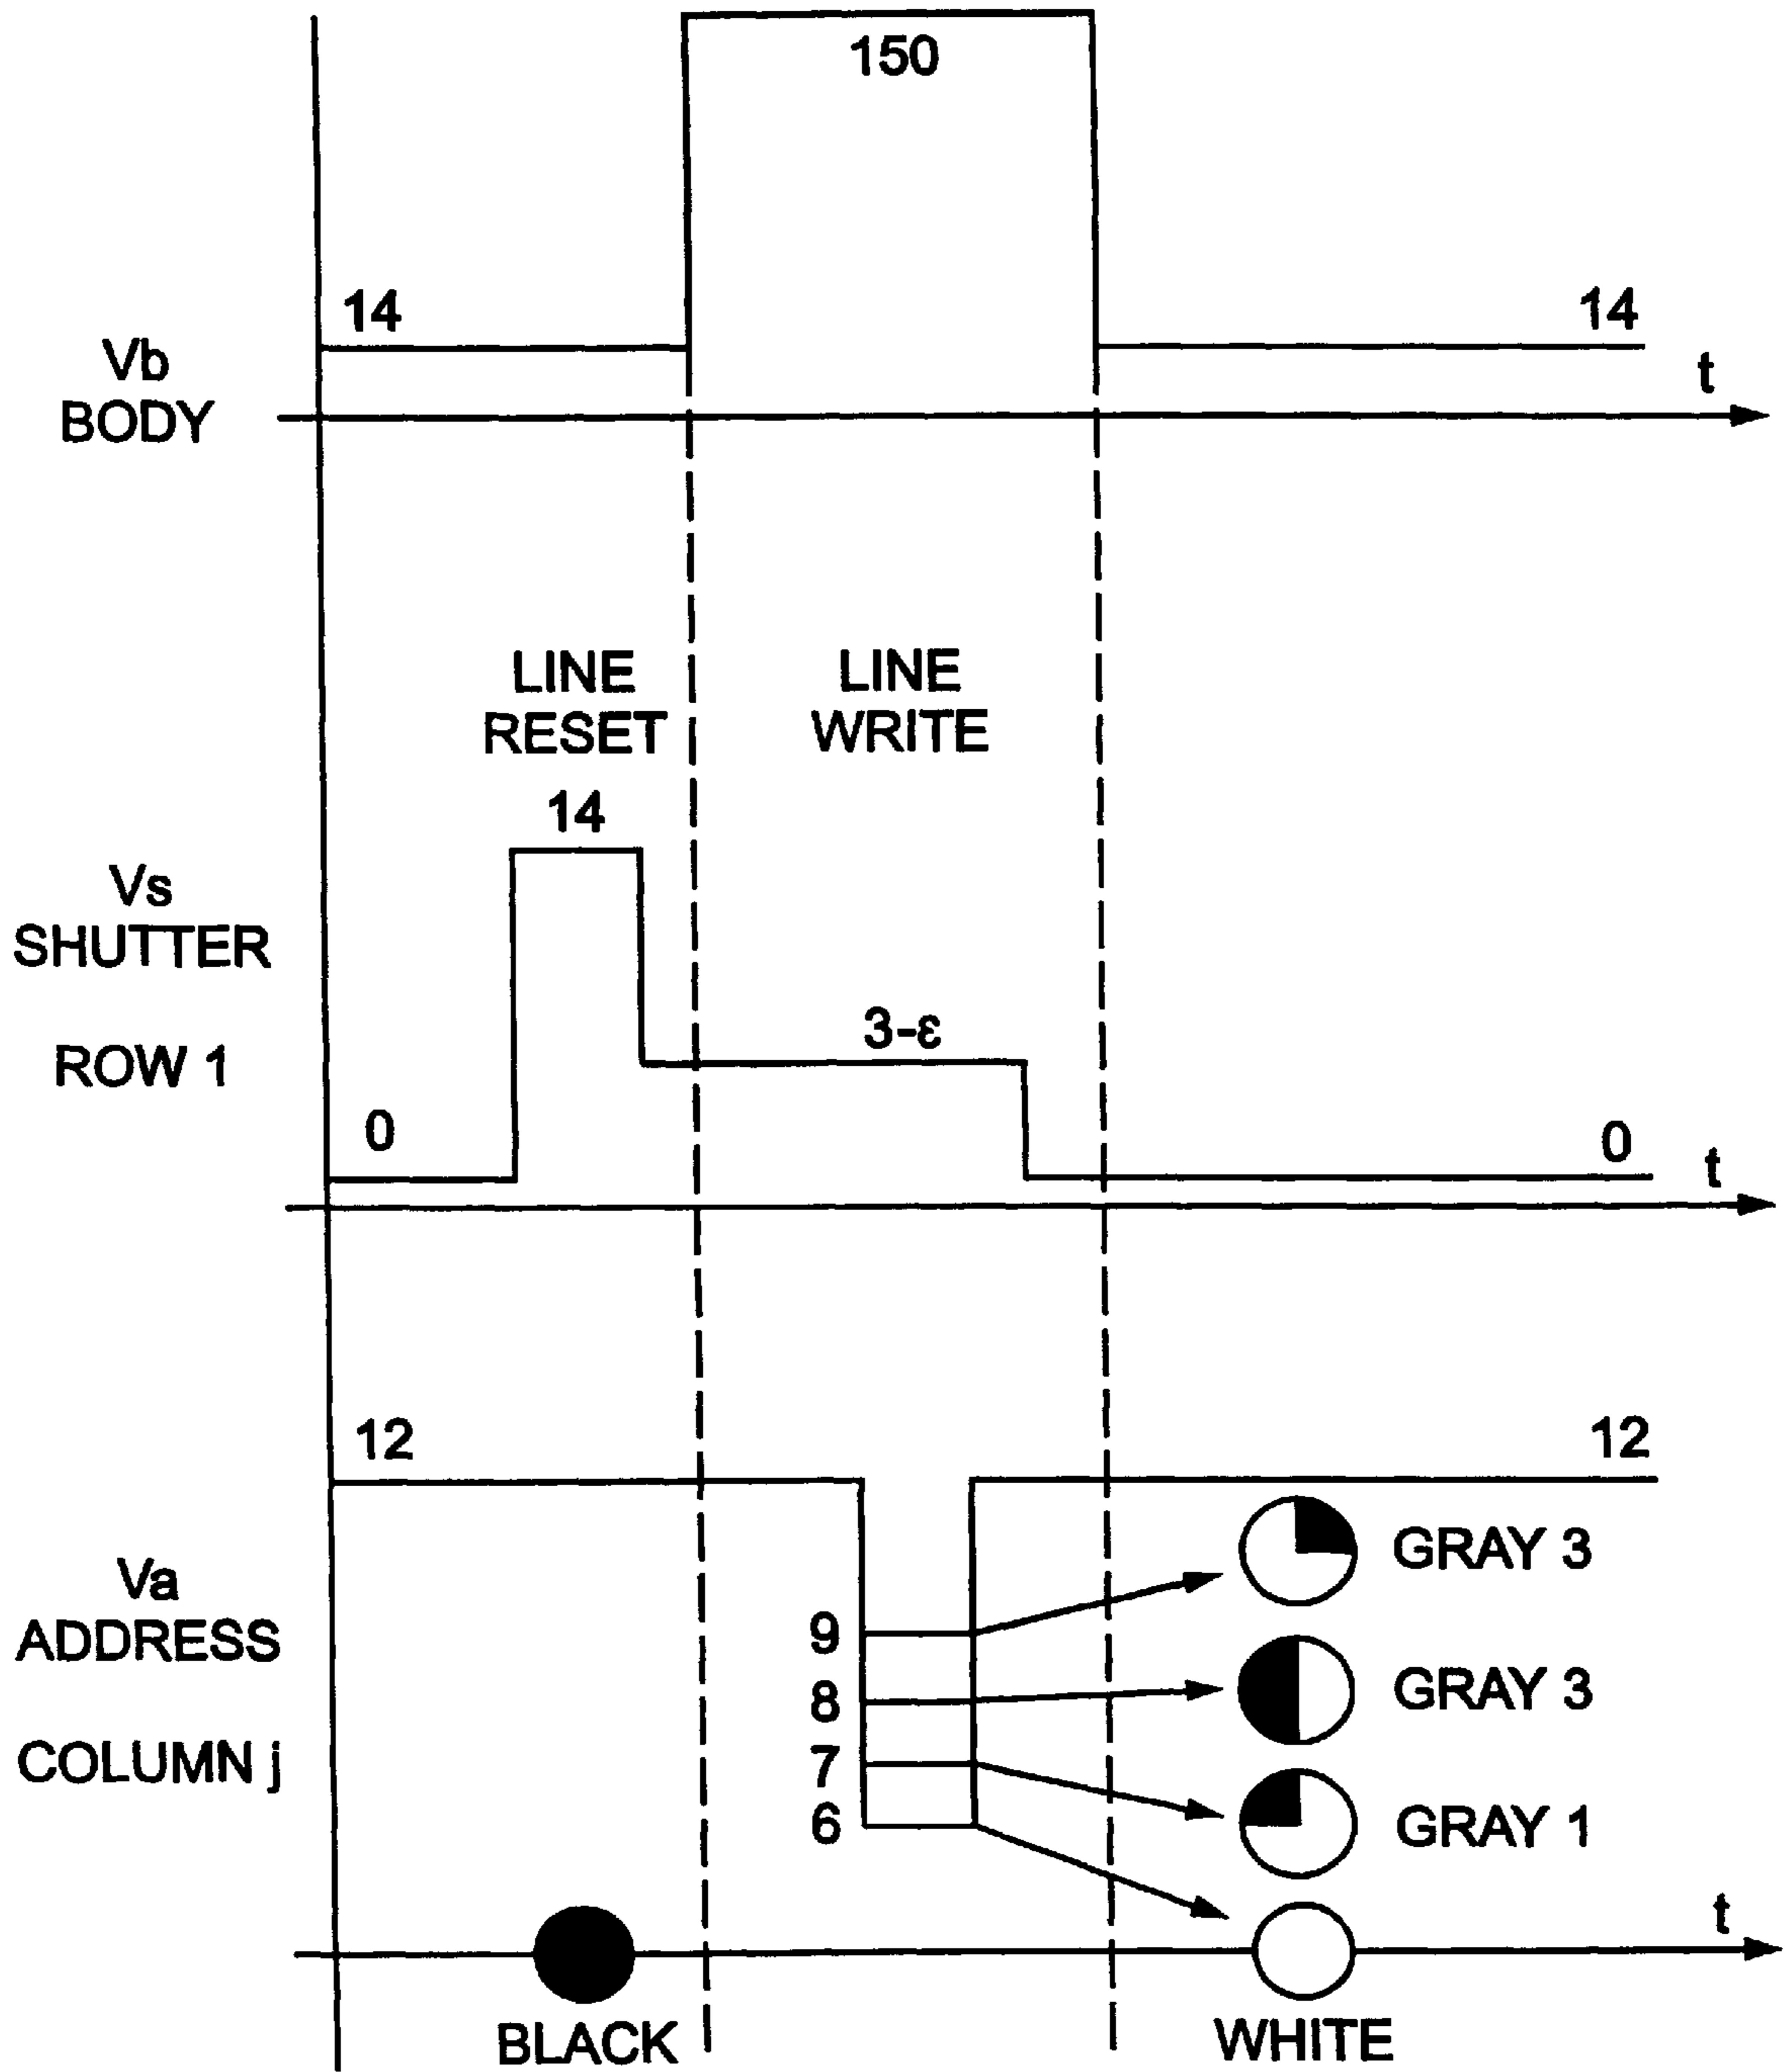 150
14
14
Vb
BODY
t
LINE
RESET
LINE
WRITE
14
Vs
SHUTTER
ROW 1
3-ε
0
0
t
12
12
Va
ADDRESS
COLUMN j
9
8
7
6
GRAY 3
GRAY 3
GRAY 1
t
BLACK
WHITE